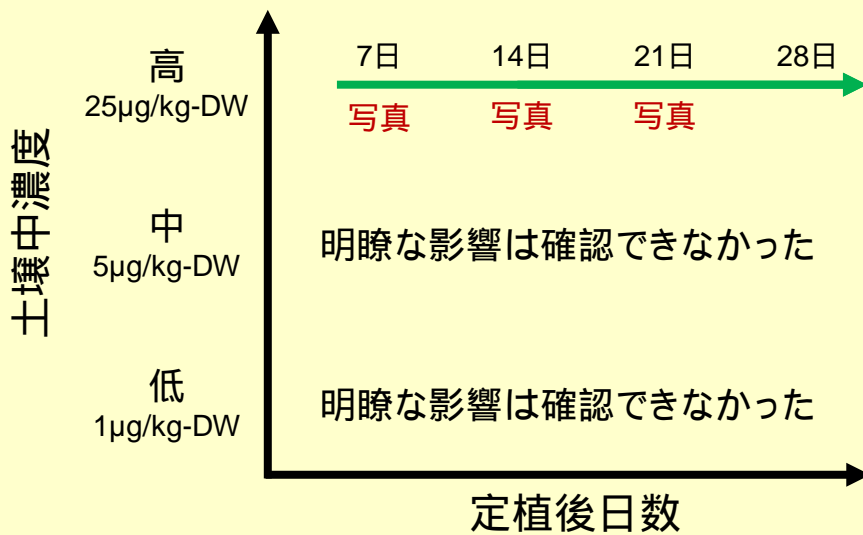 土壌中濃度
高
25µg/kg-DW
7日 14日 21日 28日
写真 写真 写真
中
5µg/kg-DW
明瞭な影響は確認できなかった
低
1µg/kg-DW
明瞭な影響は確認できなかった
定植後日数